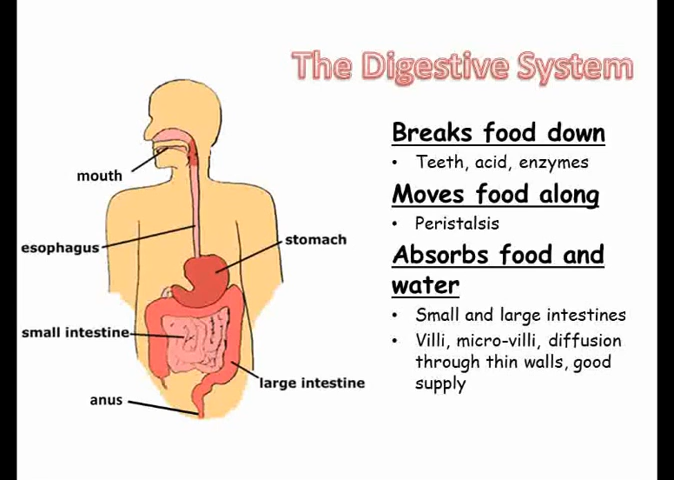 The Digestive System
Breaks food down
• Teeth, acid, enzymes
Moves food along
• Peristalsis
Absorbs food and
water
• Small and large intestines
• Villi, micro-villi, diffusion
through thin walls, good
supply
mouth
esophagus
stomach
small intestine
large intestine
anus